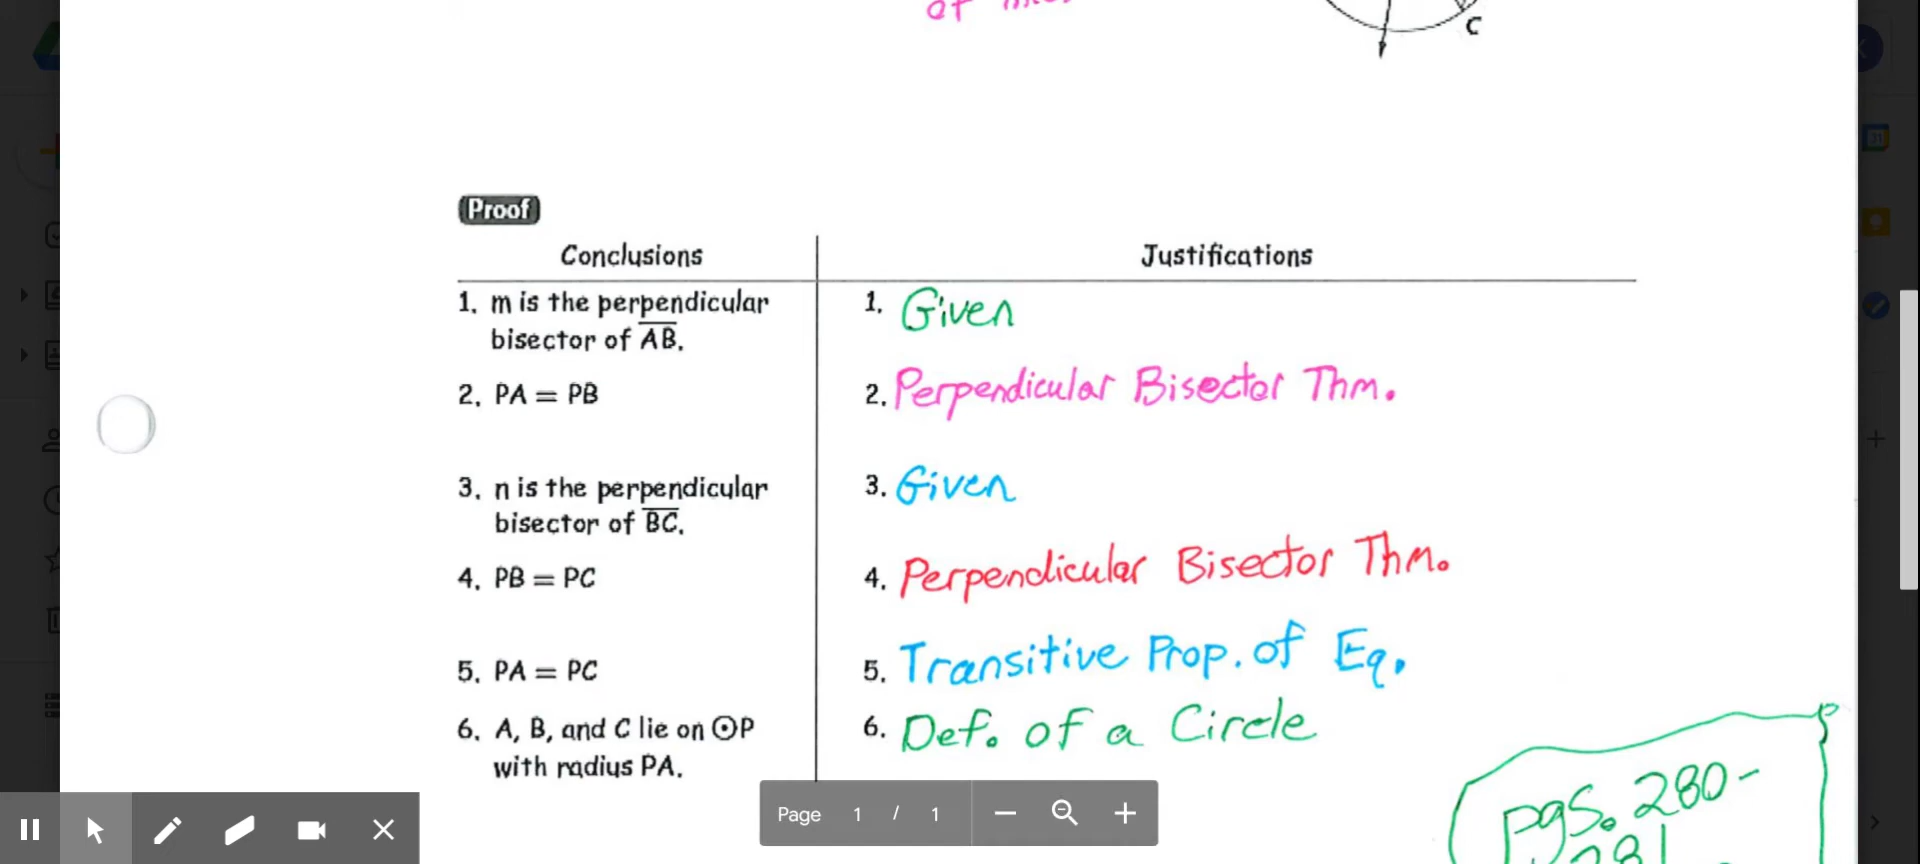 of
C
Proof
Conclusions
Justifications
1. m is the perpendicular
bisector of AB.
1. Given
2. PA = PB
2. Perpendicular Bisector Thm.
3. n is the perpendicular
bisector of BC.
3. Given
4. PB = PC
4. Perpendicular Bisector Thm.
5. PA = PC
5. Transitive Prop. of Eq.
6. A, B, and C lie on ⊙P
with radius PA.
6. Def. of a Circle
pgs. 280-
281
Page 1 / 1
31